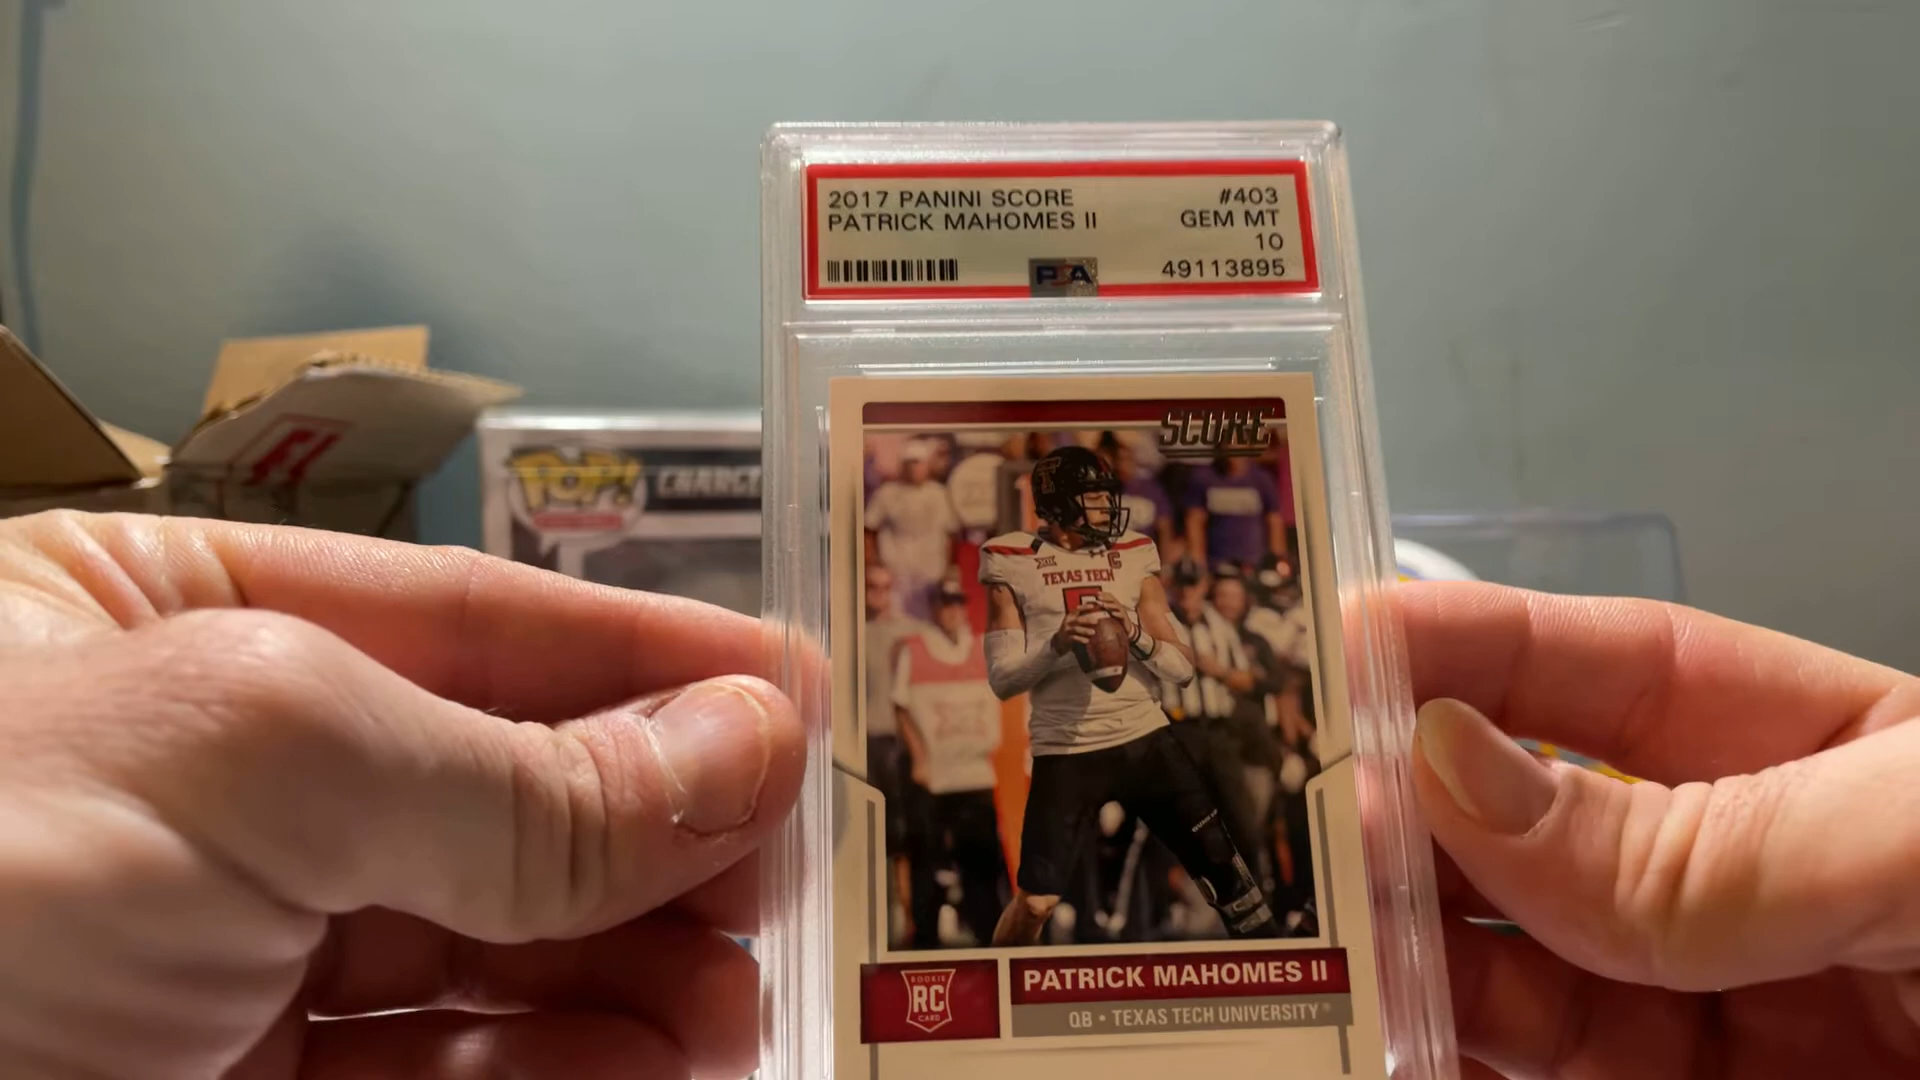 2017 PANINI SCORE #403
PATRICK MAHOMES II GEM MT
10
PSA 49113895
SCORE
POP!
TEXAS TECH
5
ROOKIE
RC
CARD
PATRICK MAHOMES II
QB • TEXAS TECH UNIVERSITY